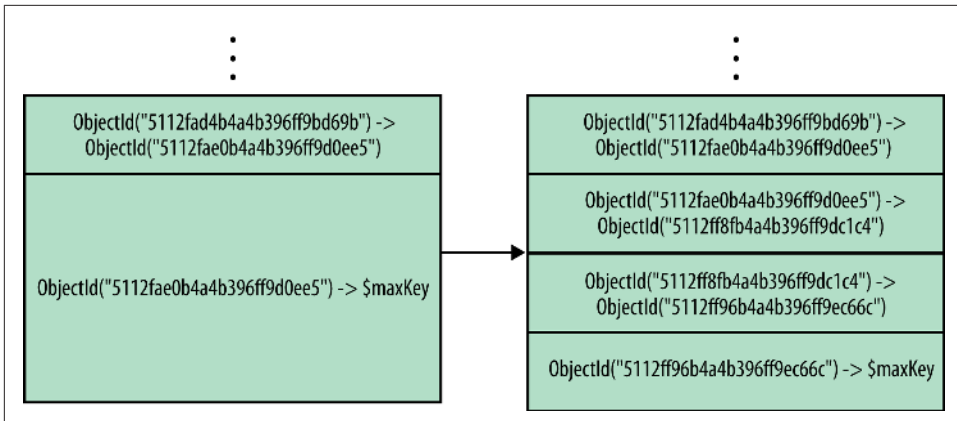 ObjectId("5112fad4b4a4b396ff9bd69b") ->
ObjectId("5112fae0b4a4b396ff9d0ee5")
ObjectId("5112fae0b4a4b396ff9d0ee5") -> $maxKey
ObjectId("5112fad4b4a4b396ff9bd69b") ->
ObjectId("5112fae0b4a4b396ff9d0ee5")
ObjectId("5112fae0b4a4b396ff9d0ee5") ->
ObjectId("5112ff8fb4a4b396ff9dc1c4")
ObjectId("5112ff8fb4a4b396ff9dc1c4") ->
ObjectId("5112ff96b4a4b396ff9ec66c")
ObjectId("5112ff96b4a4b396ff9ec66c") -> $maxKey